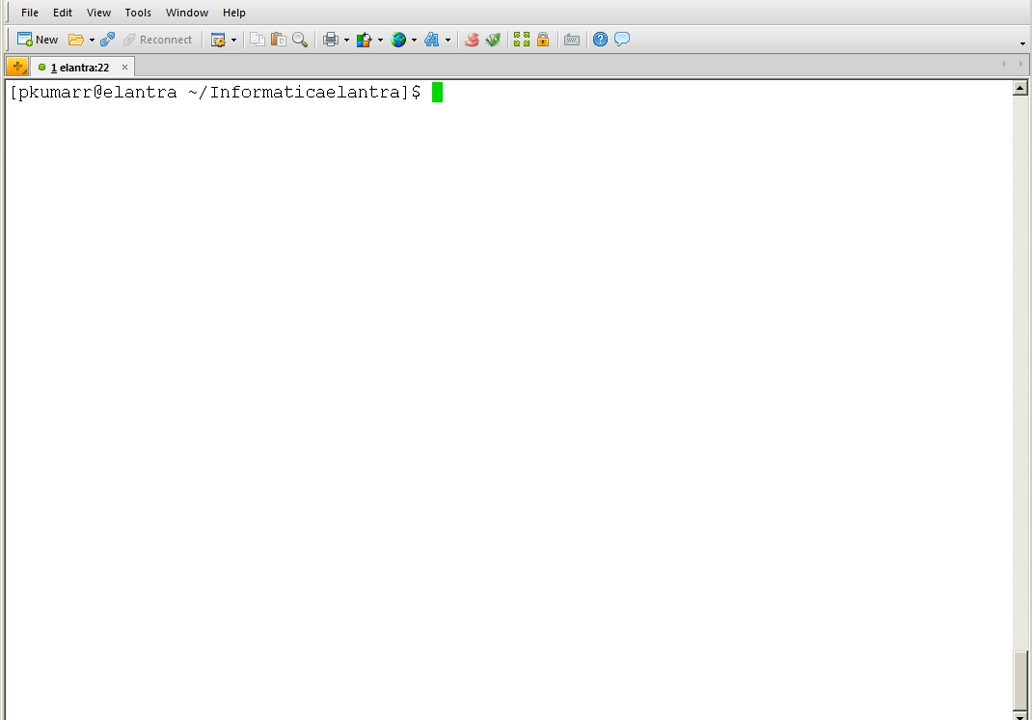 File Edit View Tools Window Help
New Reconnect
1 elantra:22 ×
[pkumarr@elantra ~/Informaticaelantra]$